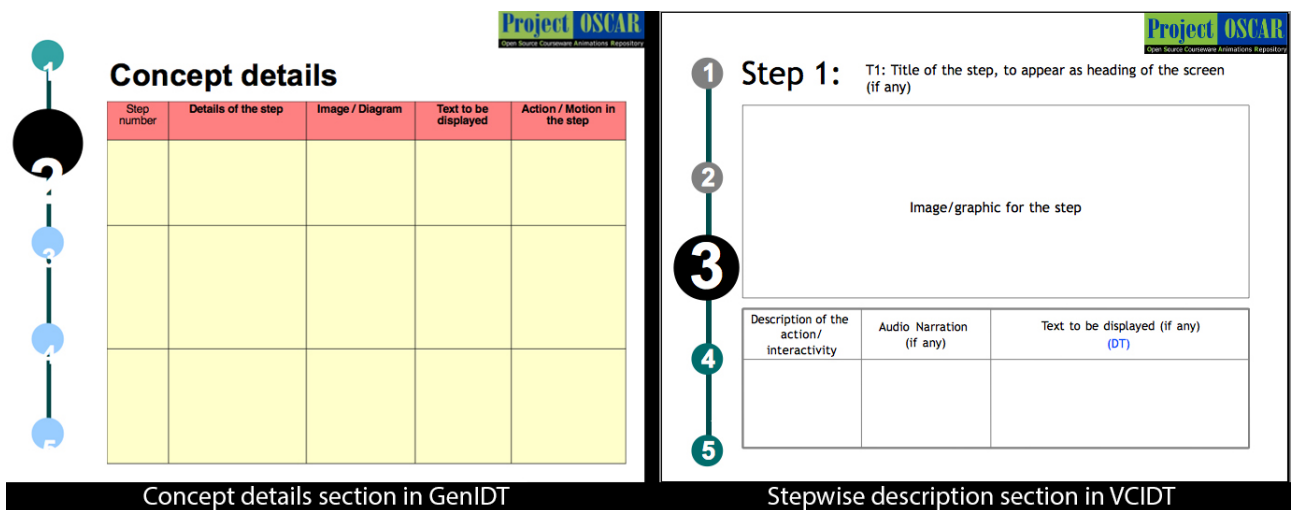 Project OSCAR
Open Source Courseware Animations Repository
1
Concept details
Step number
Details of the step
Image / Diagram
Text to be displayed
Action / Motion in the step
2
3
4
5
Concept details section in GenIDT
Project OSCAR
Open Source Courseware Animations Repository
1
Step 1:
T1: Title of the step, to appear as heading of the screen
(if any)
2
Image/graphic for the step
3
Description of the
action/
interactivity
Audio Narration
(if any)
Text to be displayed (if any)
(DT)
4
5
Stepwise description section in VCIDT